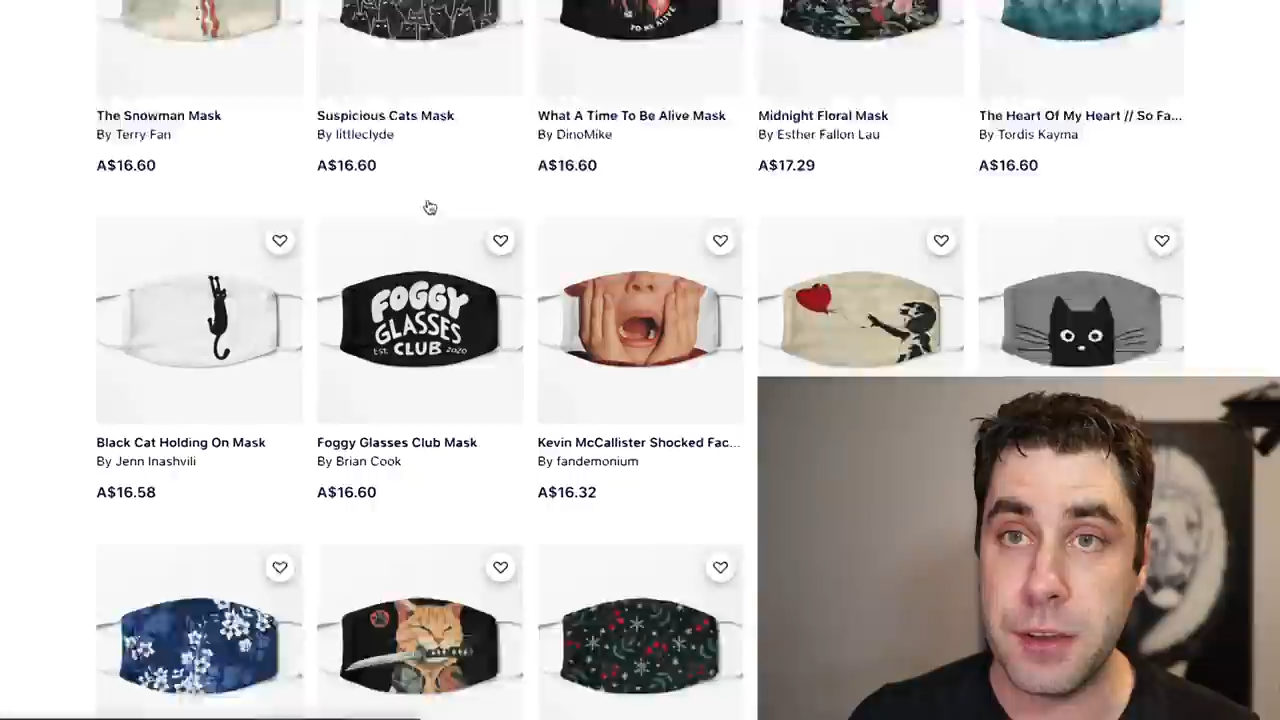 TO BE ALIVE
The Snowman Mask
By Terry Fan
A$16.60
Suspicious Cats Mask
By littleclyde
A$16.60
What A Time To Be Alive Mask
By DinoMike
A$16.60
Midnight Floral Mask
By Esther Fallon Lau
A$17.29
The Heart Of My Heart // So Fa...
By Tordis Kayma
A$16.60
FOGGY
GLASSES
EST. CLUB 2020
Black Cat Holding On Mask
By Jenn Inashvili
A$16.58
Foggy Glasses Club Mask
By Brian Cook
A$16.60
Kevin McCallister Shocked Fac...
By fandemonium
A$16.32